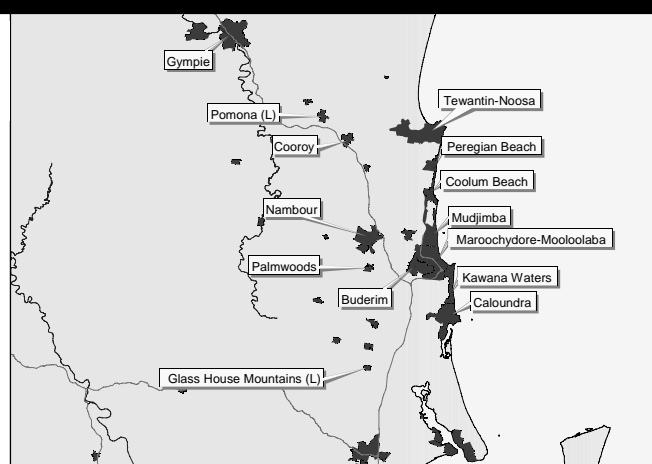 Gympie
Tewantin-Noosa
Pomona (L)
Cooroy
Peregian Beach
Coolum Beach
Nambour
Mudjimba
Maroochydore-Mooloolaba
Palmwoods
Kawana Waters
Buderim
Caloundra
Glass House Mountains (L)